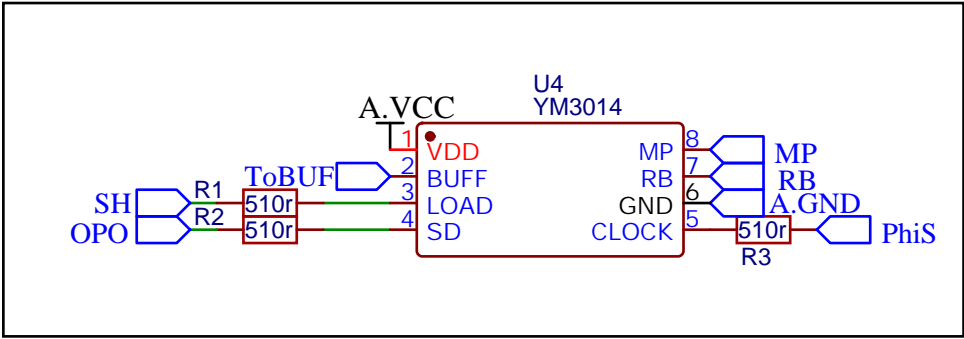 U4
YM3014
A.VCC
1 VDD MP 8 MP
ToBUF 2 BUFF RB 7 RB
SH R1 510r 3 LOAD GND 6 A.GND
OPO R2 510r 4 SD CLOCK 5 510r PhiS
R3